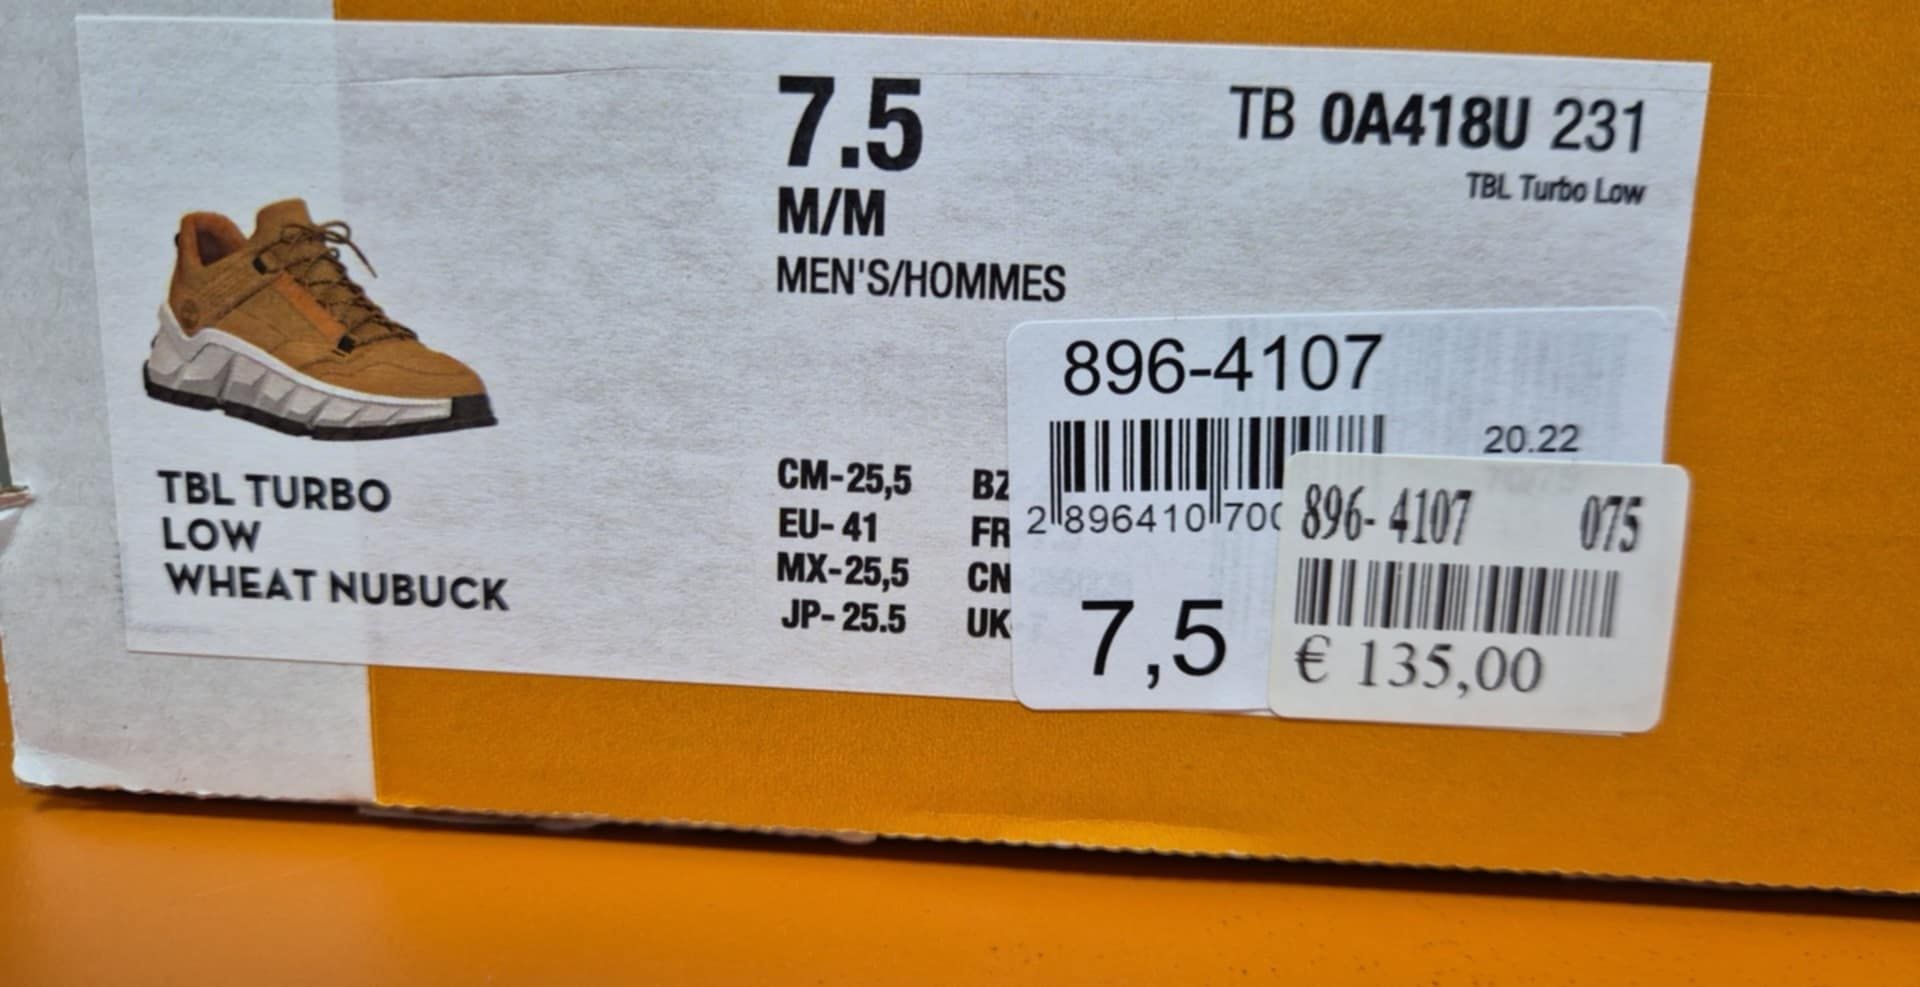 7.5
M/M
MEN'S/HOMMES
TB 0A418U 231
TBL Turbo Low
TBL TURBO
LOW
WHEAT NUBUCK
CM-25,5 BZ
EU- 41 FR
MX-25,5 CN
JP- 25.5 UK
896-4107
20.22
2 896410 700
7,5
896-4107 075
€ 135,00